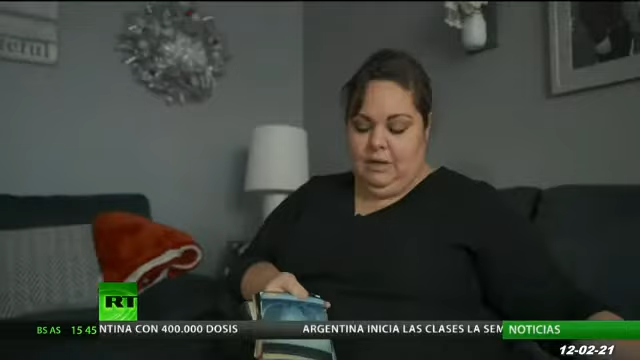 RT
BS AS 15 45 NTINA CON 400.000 DOSIS ARGENTINA INICIA LAS CLASES LA SEM NOTICIAS
12-02-21